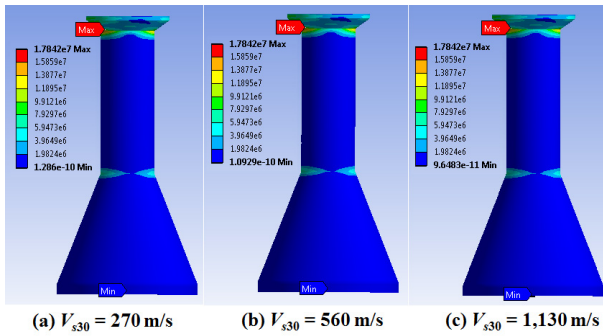 Max
1.7842e7 Max
1.5859e7
1.3877e7
1.1895e7
9.9121e6
7.9297e6
5.9473e6
3.9649e6
1.9824e6
1.286e-10 Min
Min
(a) Vs30 = 270 m/s
Max
1.7842e7 Max
1.5859e7
1.3877e7
1.1895e7
9.9121e6
7.9297e6
5.9473e6
3.9649e6
1.9824e6
1.0929e-10 Min
Min
(b) Vs30 = 560 m/s
Max
1.7842e7 Max
1.5859e7
1.3877e7
1.1895e7
9.9121e6
7.9297e6
5.9473e6
3.9649e6
1.9824e6
9.6483e-11 Min
Min
(c) Vs30 = 1,130 m/s